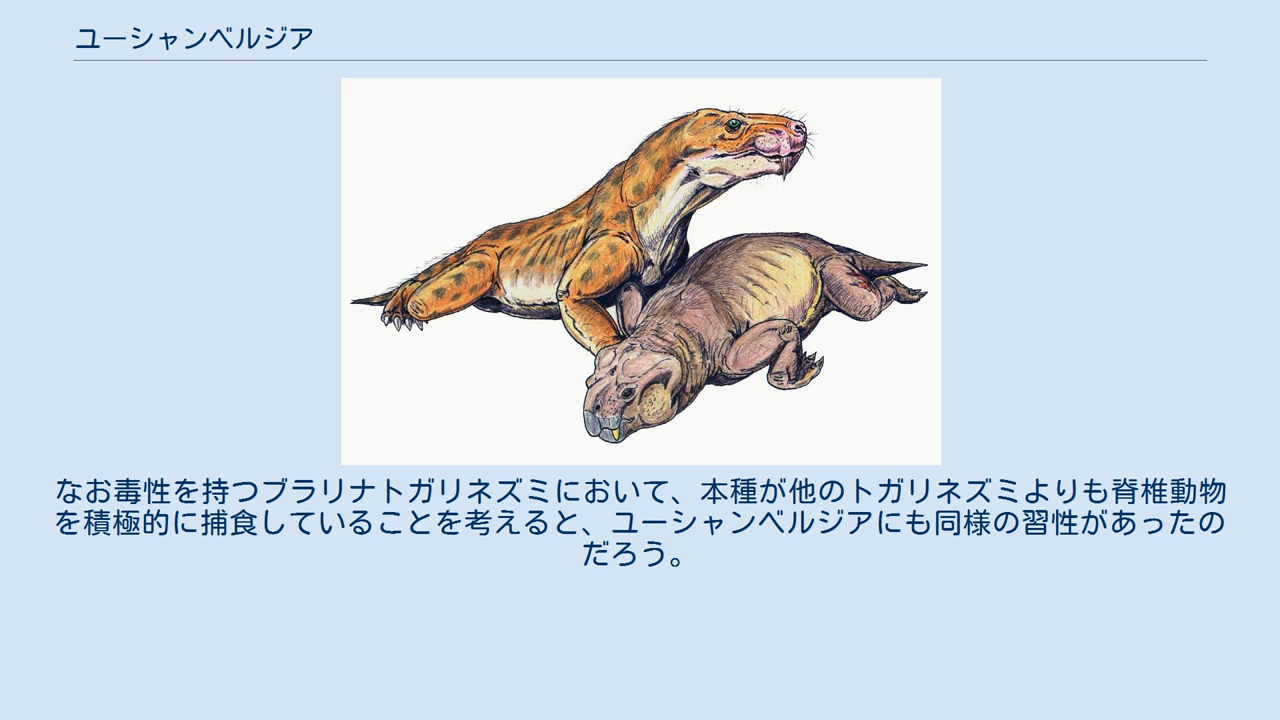 ユーシャンベルジア
なお毒性を持つブラリナトガリネズミにおいて、本種が他のトガリネズミよりも脊椎動物
を積極的に捕食していることを考えると、ユーシャンベルジアにも同様の習性があったの
だろう。